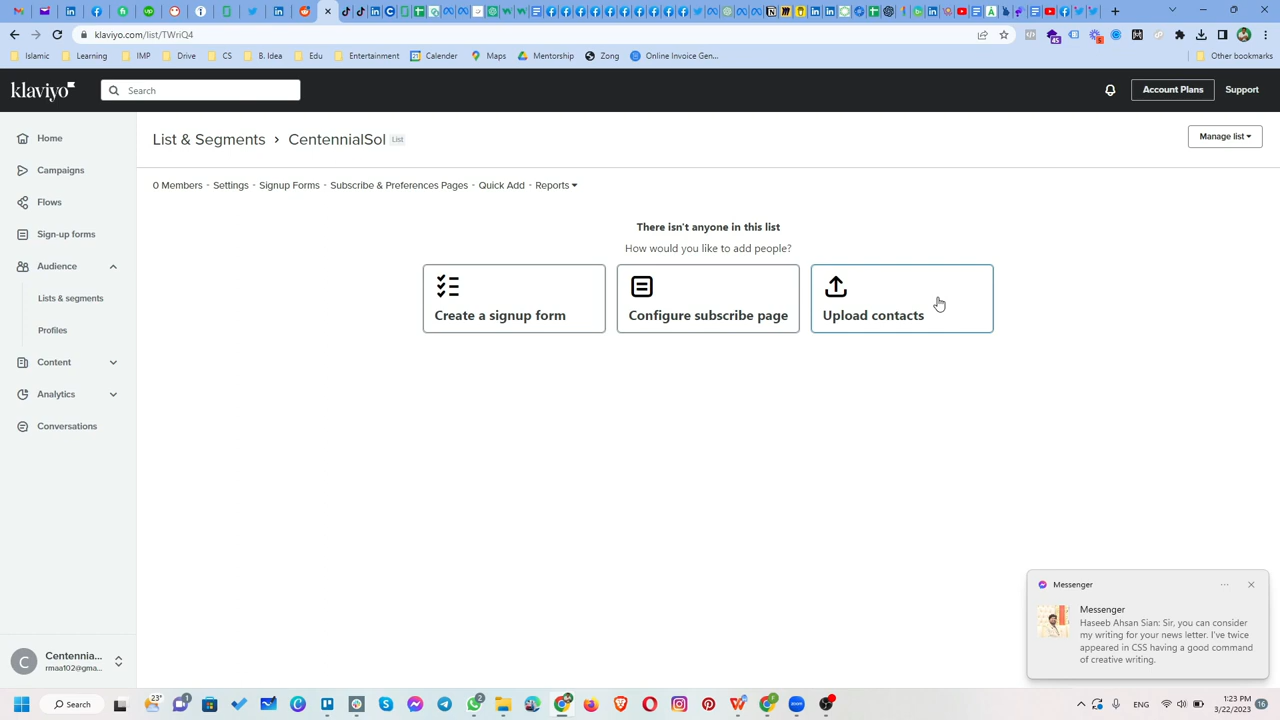 klaviyo.com/list/TWriQ4
Islamic
Learning
IMP
Drive
CS
B. Idea
Edu
Entertainment
Calender
Maps
Mentorship
Zong
Online Invoice Gen...
Other bookmarks
klaviyo
Search
Account Plans
Support
Home
Campaigns
Flows
Sign-up forms
Audience
Lists & segments
Profiles
Content
Analytics
Conversations
C
Centennia...
rmaa102@gma...
List & Segments › CentennialSol List
Manage list
0 Members - Settings - Signup Forms - Subscribe & Preferences Pages - Quick Add - Reports
There isn't anyone in this list
How would you like to add people?
Create a signup form
Configure subscribe page
Upload contacts
Messenger
Messenger
Haseeb Ahsan Sian: Sir, you can consider
my writing for your news letter. I've twice
appeared in CSS having a good command
of creative writing.
23°
Search
ENG
1:23 PM
3/22/2023